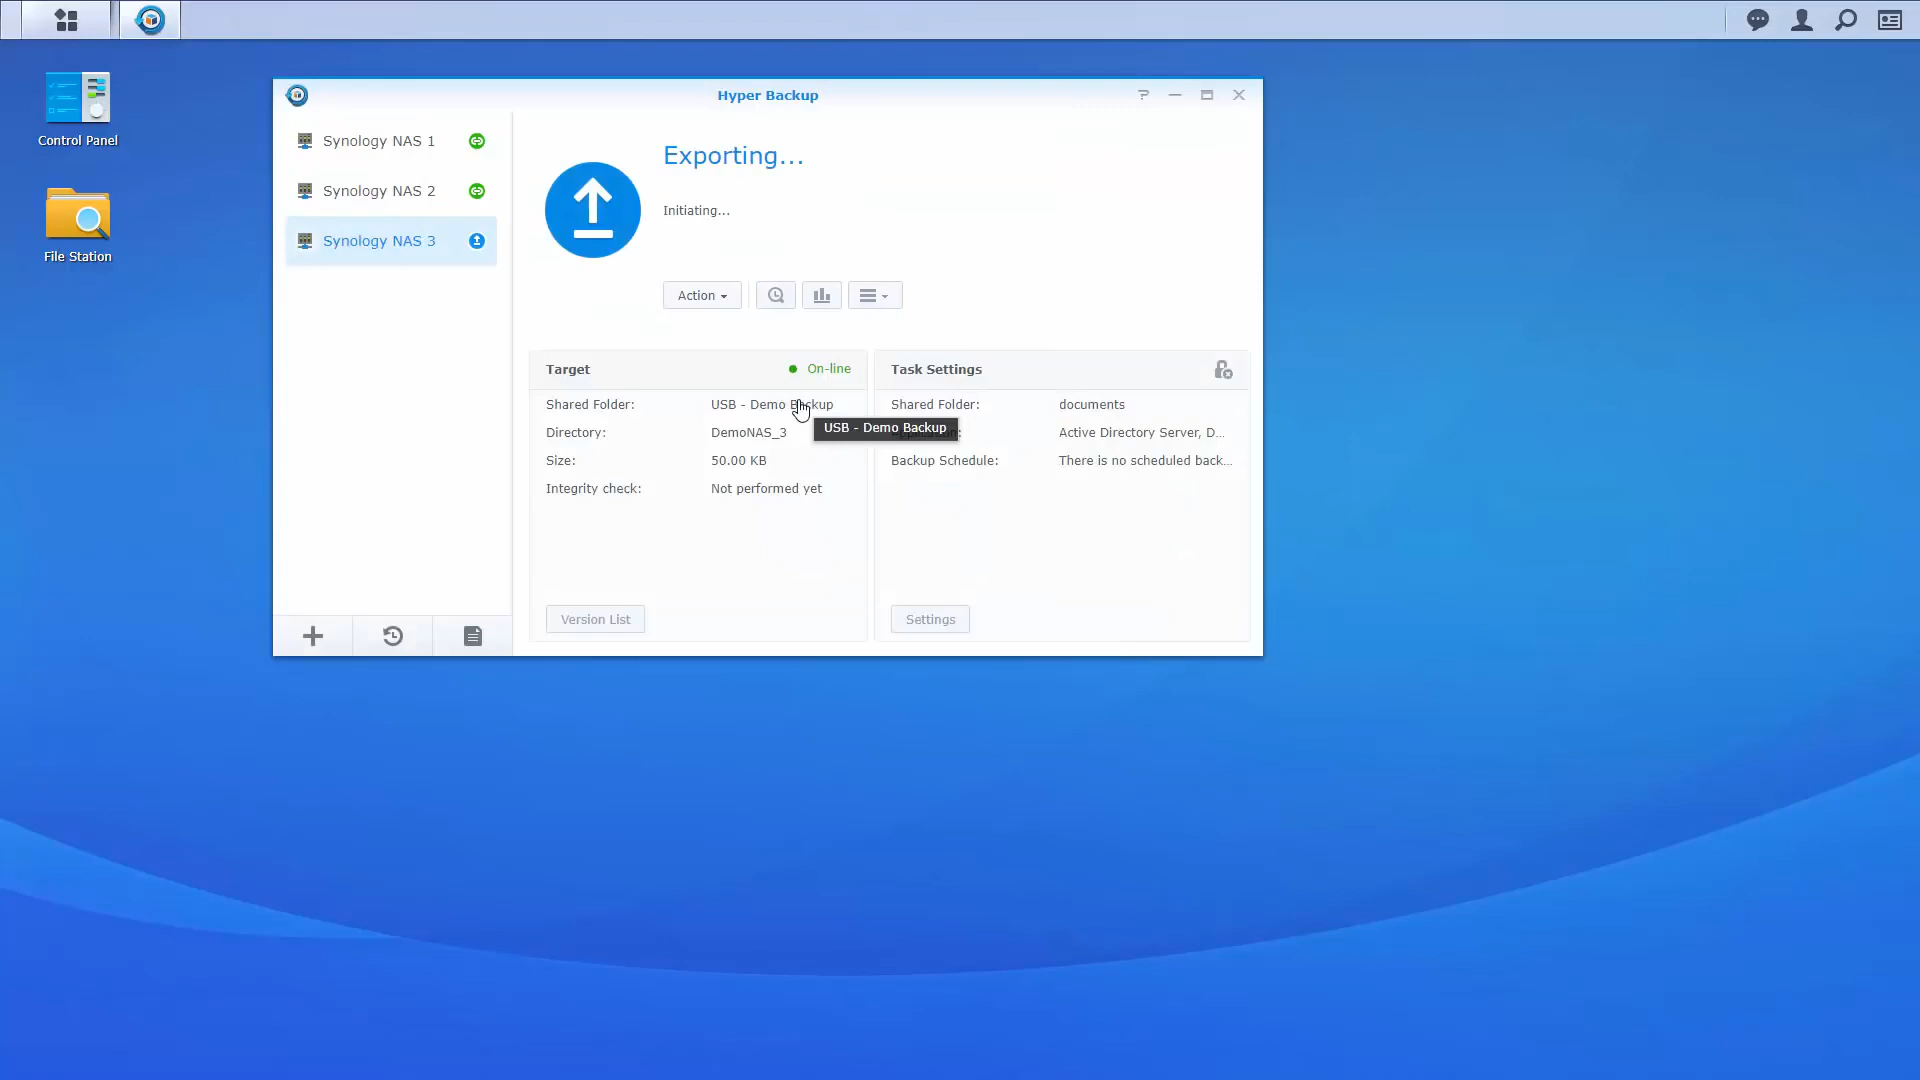 Control Panel
File Station
Hyper Backup
Synology NAS 1
Synology NAS 2
Synology NAS 3
Exporting...
Initiating...
Action
Target
On-line
Shared Folder: USB - Demo Backup
USB - Demo Backup
Directory: DemoNAS_3
Size: 50.00 KB
Integrity check: Not performed yet
Version List
Task Settings
Shared Folder: documents
Active Directory Server, D...
Backup Schedule: There is no scheduled back...
Settings